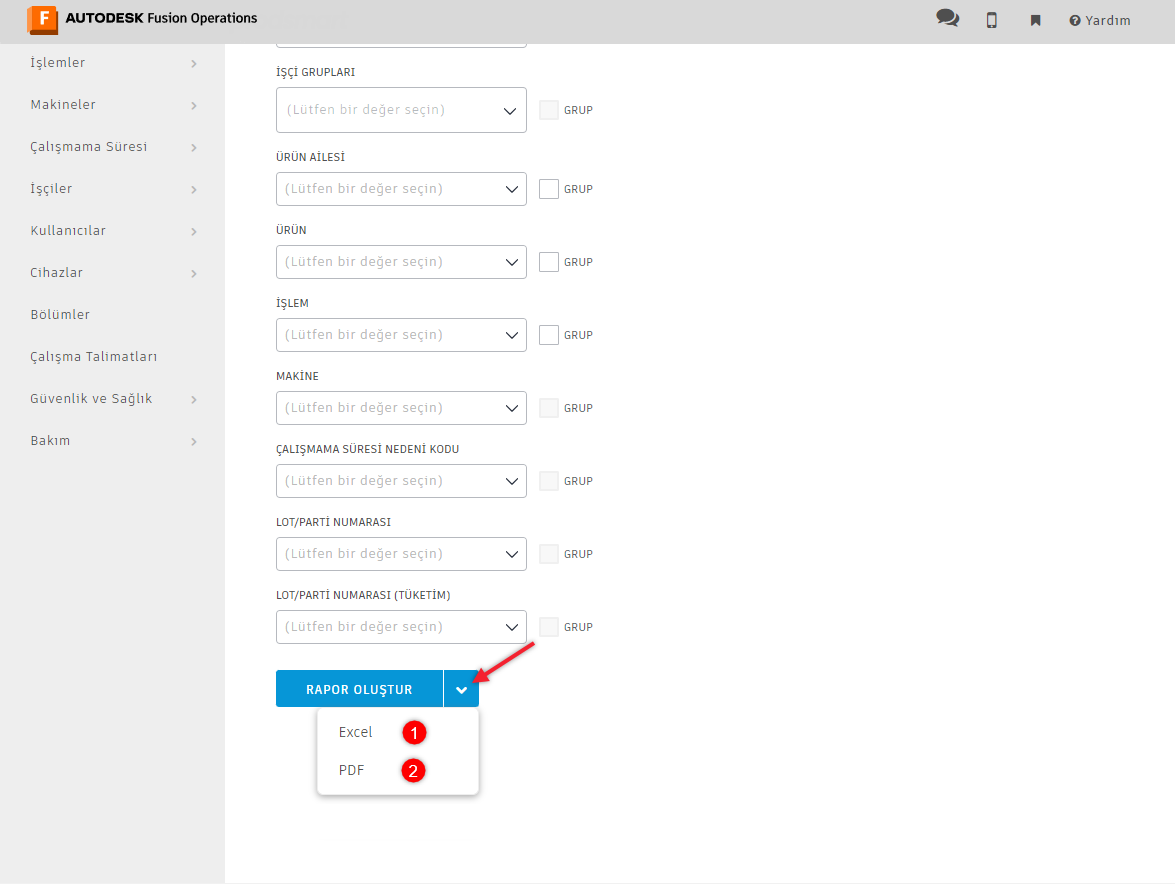 AUTODESK Fusion Operations
Yardım
İşlemler
Makineler
Çalışmama Süresi
İşçiler
Kullanıcılar
Cihazlar
Bölümler
Çalışma Talimatları
Güvenlik ve Sağlık
Bakım
İŞÇİ GRUPLARI
(Lütfen bir değer seçin)
GRUP
ÜRÜN AİLESİ
(Lütfen bir değer seçin)
GRUP
ÜRÜN
(Lütfen bir değer seçin)
GRUP
İŞLEM
(Lütfen bir değer seçin)
GRUP
MAKİNE
(Lütfen bir değer seçin)
GRUP
ÇALIŞMAMA SÜRESİ NEDENİ KODU
(Lütfen bir değer seçin)
GRUP
LOT/PARTİ NUMARASI
(Lütfen bir değer seçin)
GRUP
LOT/PARTİ NUMARASI (TÜKETİM)
(Lütfen bir değer seçin)
GRUP
RAPOR OLUŞTUR
Excel 1
PDF 2